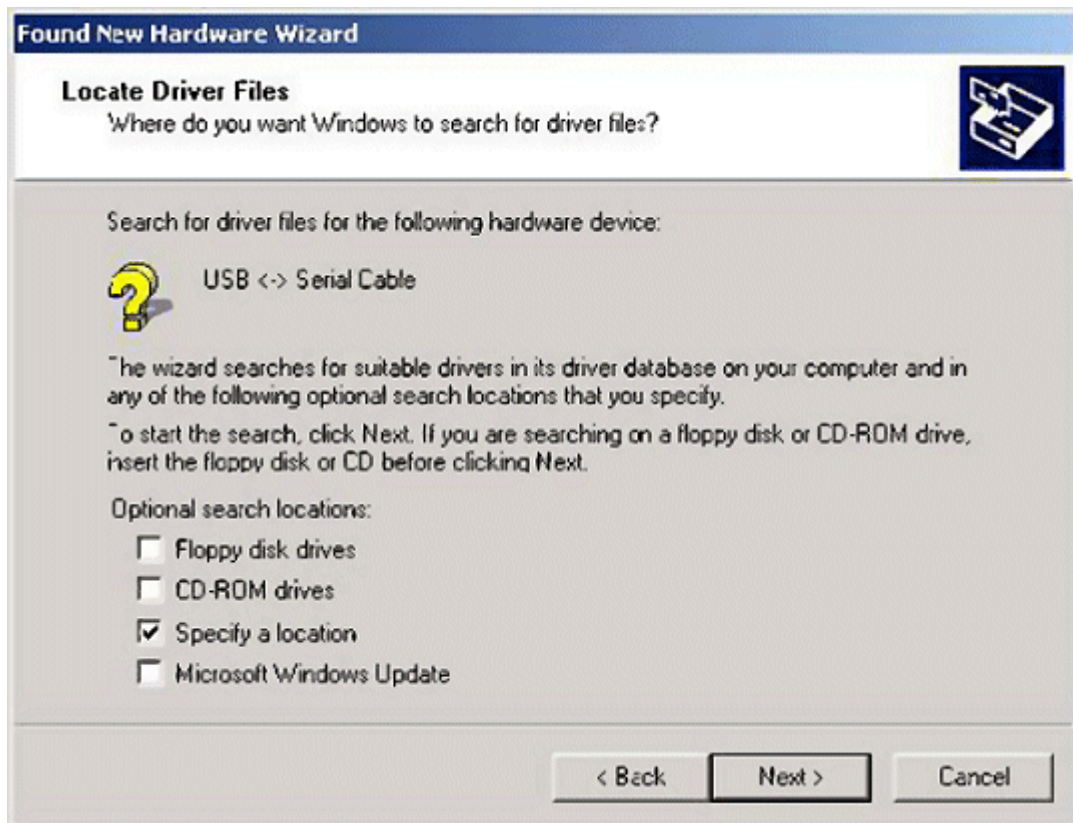 Found New Hardware Wizard
Locate Driver Files
Where do you want Windows to search for driver files?
Search for driver files for the following hardware device:
USB <-> Serial Cable
The wizard searches for suitable drivers in its driver database on your computer and in
any of the following optional search locations that you specify.
To start the search, click Next. If you are searching on a floppy disk or CD-ROM drive,
insert the floppy disk or CD before clicking Next.
Optional search locations:
Floppy disk drives
CD-ROM drives
Specify a location
Microsoft Windows Update
< Back Next > Cancel